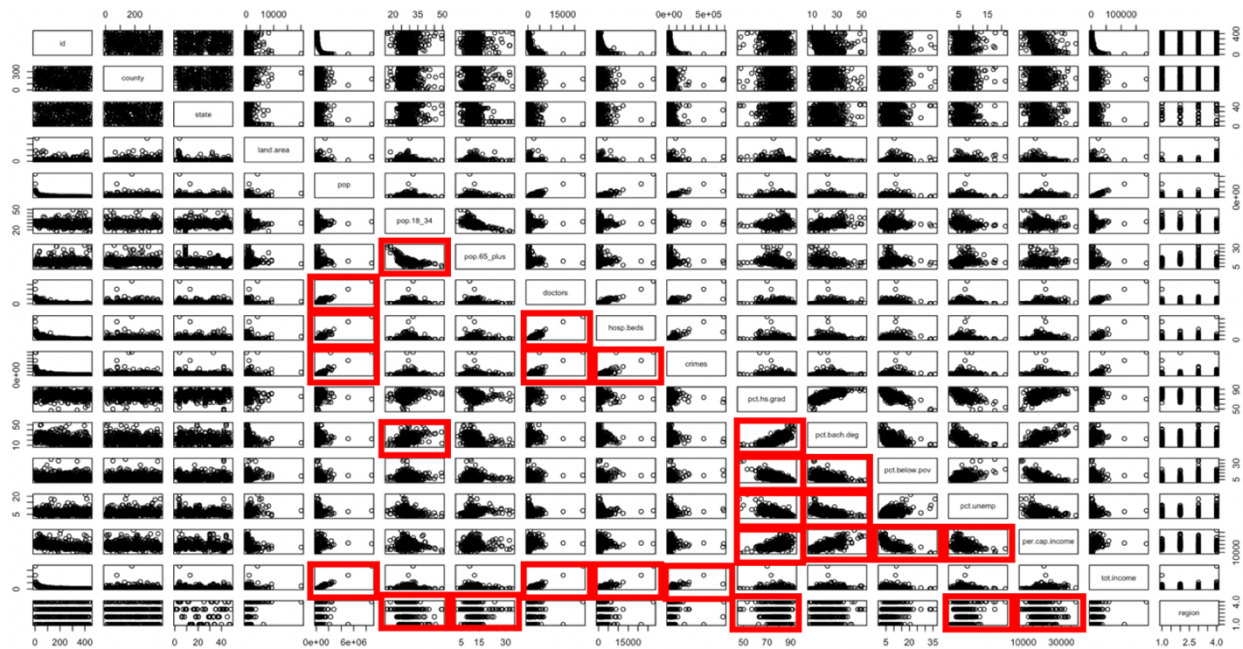 0 10000 20 30 40 50 0 15000 0e+00 5e+05 10 30 50 5 15 0 100000
id 0 400
0 300 county
state 0 40
0 land.area
pop 0e+00
20 50 pop.18_34
pop.65_plus 5 30
0 doctors
hosp.beds 0
0e+00 crimes
pct.hs.grad 50 90
10 50 pct.bach.deg
pct.below.pov 5 30
5 20 pct.unemp
per.cap.income 10000
0 tot.income
region 1.0 4.0
0 200 400 0 20 40 0e+00 6e+06 5 15 30 0 15000 50 70 90 5 15 25 35 10000 30000 1.0 2.5 4.0
0 200